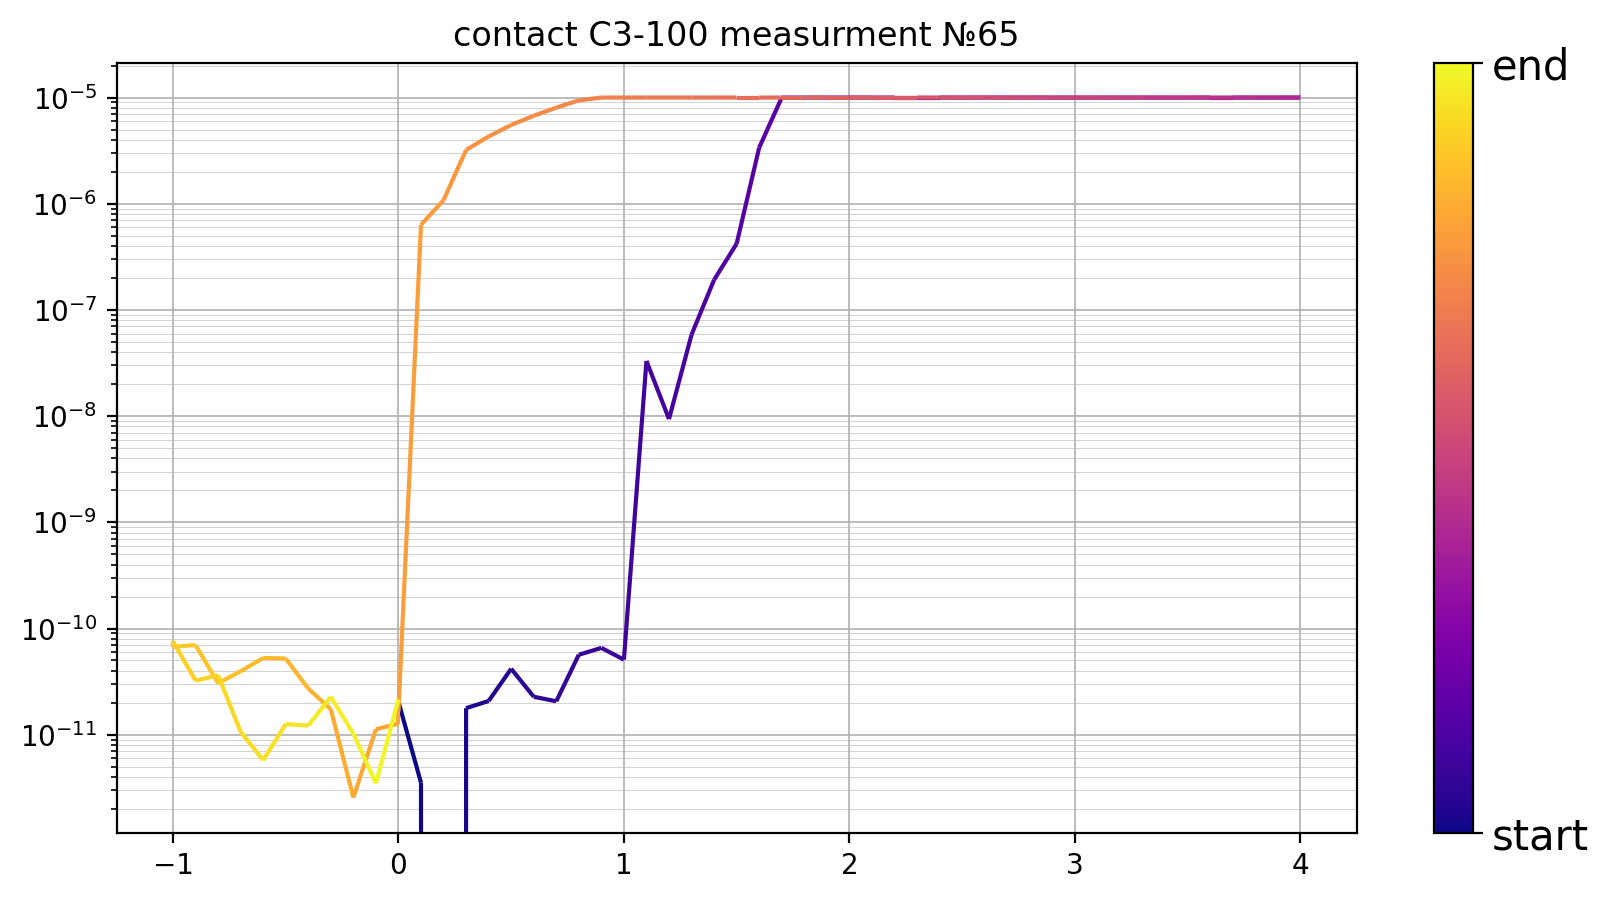 contact C3-100 measurment №65
10⁻⁵
10⁻⁶
10⁻⁷
10⁻⁸
10⁻⁹
10⁻¹⁰
10⁻¹¹
−1 0 1 2 3 4
end
start